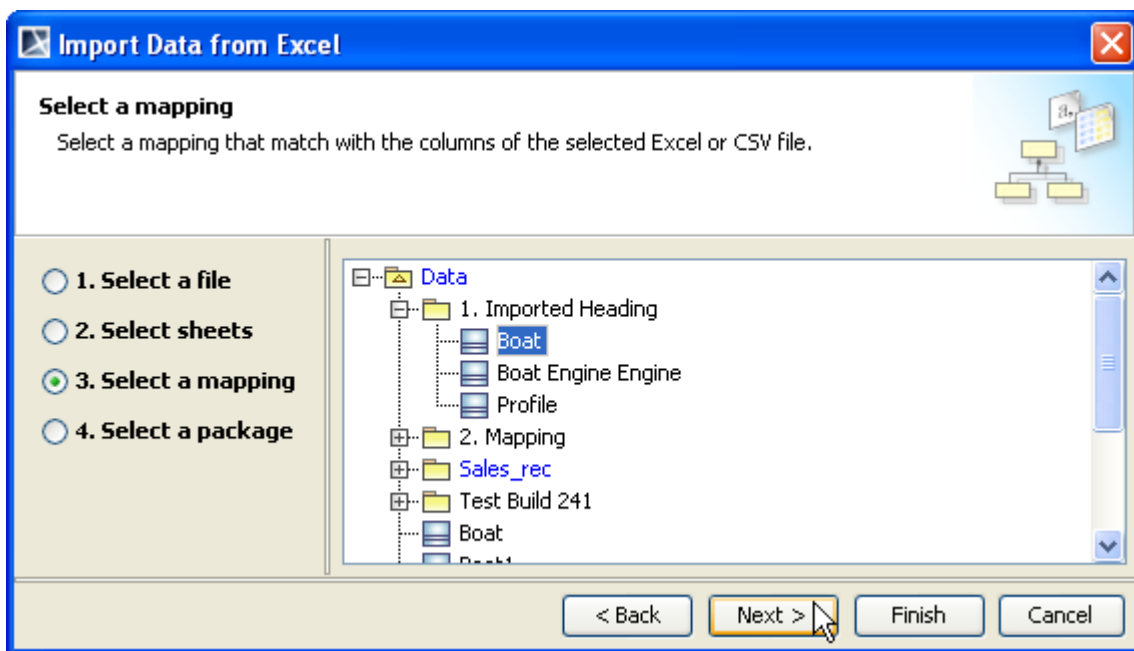 Import Data from Excel
Select a mapping
Select a mapping that match with the columns of the selected Excel or CSV file.
a,
1. Select a file
2. Select sheets
3. Select a mapping
4. Select a package
Data
1. Imported Heading
Boat
Boat Engine Engine
Profile
2. Mapping
Sales_rec
Test Build 241
Boat
< Back
Next >
Finish
Cancel